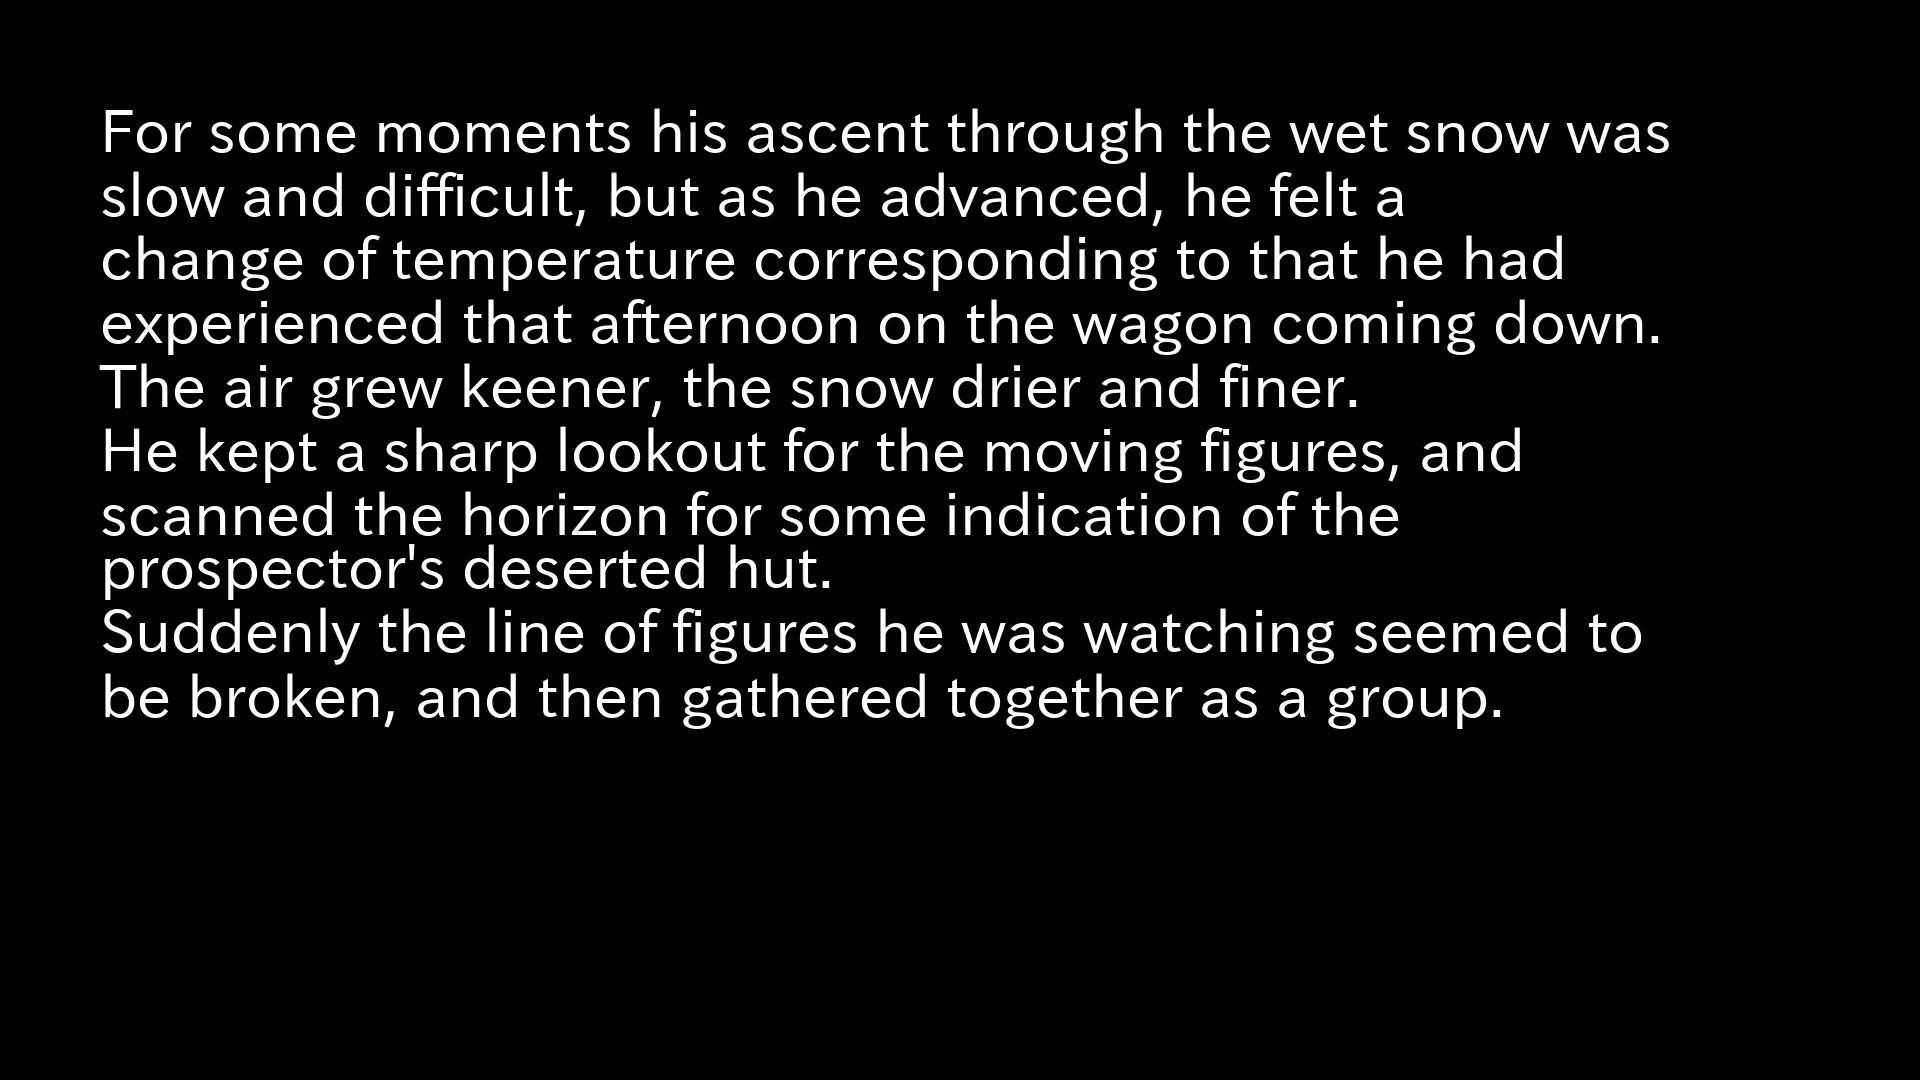 For some moments his ascent through the wet snow was
slow and difficult, but as he advanced, he felt a
change of temperature corresponding to that he had
experienced that afternoon on the wagon coming down.
The air grew keener, the snow drier and finer.
He kept a sharp lookout for the moving figures, and
scanned the horizon for some indication of the
prospector's deserted hut.
Suddenly the line of figures he was watching seemed to
be broken, and then gathered together as a group.